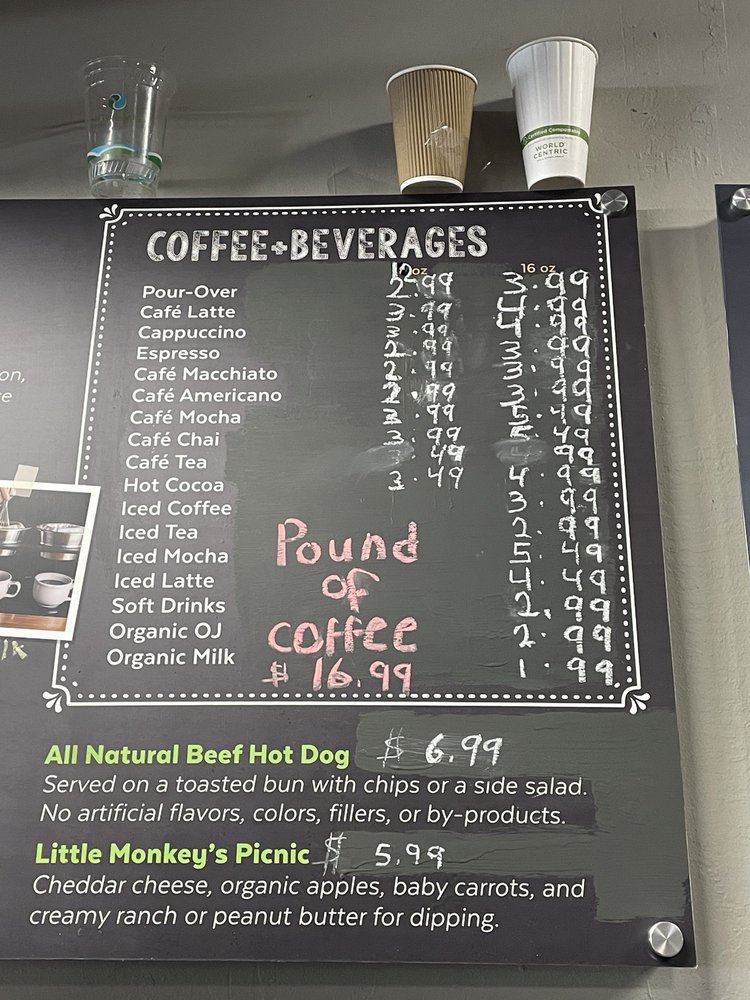 Certified Compostable
WORLD
CENTRIC
COFFEE+BEVERAGES
12 oz 16 oz
Pour-Over 2.99 3.99
Café Latte 3.99 4.99
Cappuccino 3.99 4.99
Espresso 2.99 3.99
Café Macchiato 2.99 3.99
Café Americano 2.99 3.99
Café Mocha 3.99 5.49
Café Chai 3.99 5.49
Café Tea 3.49 4.99
Hot Cocoa 3.49 4.99
Iced Coffee 3.99
Iced Tea 2.99
Iced Mocha 5.49
Iced Latte 4.49
Soft Drinks 2.99
Organic OJ 2.99
Organic Milk 1.99
Pound
of
coffee
$ 16.99
All Natural Beef Hot Dog $ 6.99
Served on a toasted bun with chips or a side salad.
No artificial flavors, colors, fillers, or by-products.
Little Monkey's Picnic $ 5.99
Cheddar cheese, organic apples, baby carrots, and
creamy ranch or peanut butter for dipping.